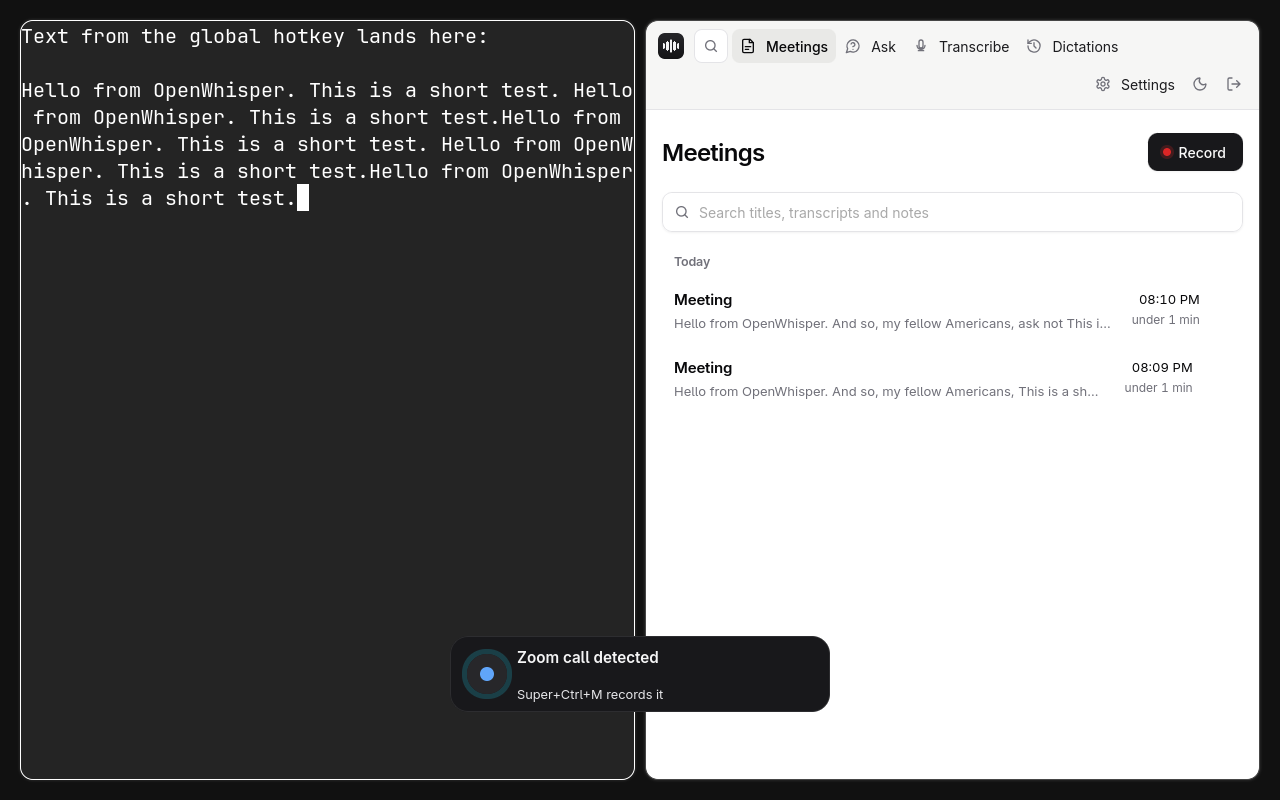 Text from the global hotkey lands here:
Hello from OpenWhisper. This is a short test. Hello
from OpenWhisper. This is a short test.Hello from
OpenWhisper. This is a short test. Hello from OpenW
hisper. This is a short test.Hello from OpenWhisper
. This is a short test.
Meetings
Ask
Transcribe
Dictations
Settings
Meetings
Record
Search titles, transcripts and notes
Today
Meeting
08:10 PM
Hello from OpenWhisper. And so, my fellow Americans, ask not This i...
under 1 min
Meeting
08:09 PM
Hello from OpenWhisper. And so, my fellow Americans, This is a sh...
under 1 min
Zoom call detected
Super+Ctrl+M records it